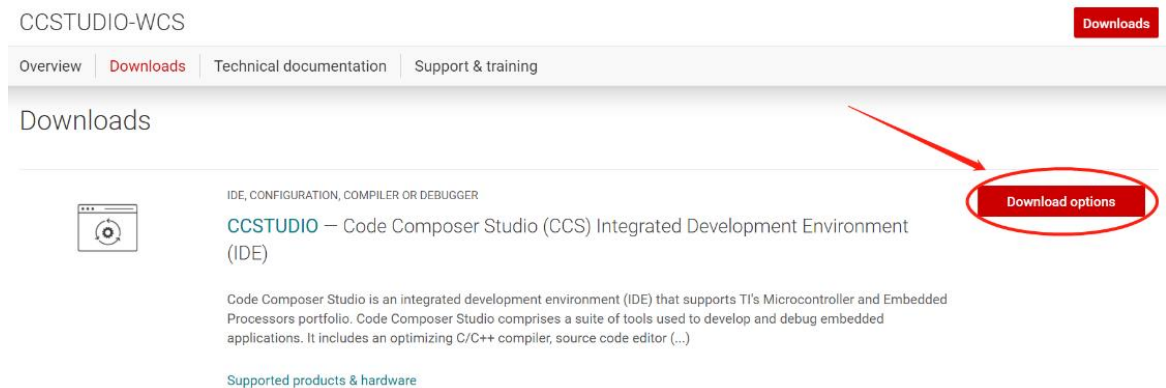 CCSTUDIO-WCS
Downloads
Overview
Downloads
Technical documentation
Support & training
Downloads
IDE, CONFIGURATION, COMPILER OR DEBUGGER
Download options
CCSTUDIO — Code Composer Studio (CCS) Integrated Development Environment
(IDE)
Code Composer Studio is an integrated development environment (IDE) that supports TI's Microcontroller and Embedded
Processors portfolio. Code Composer Studio comprises a suite of tools used to develop and debug embedded
applications. It includes an optimizing C/C++ compiler, source code editor (...)
Supported products & hardware